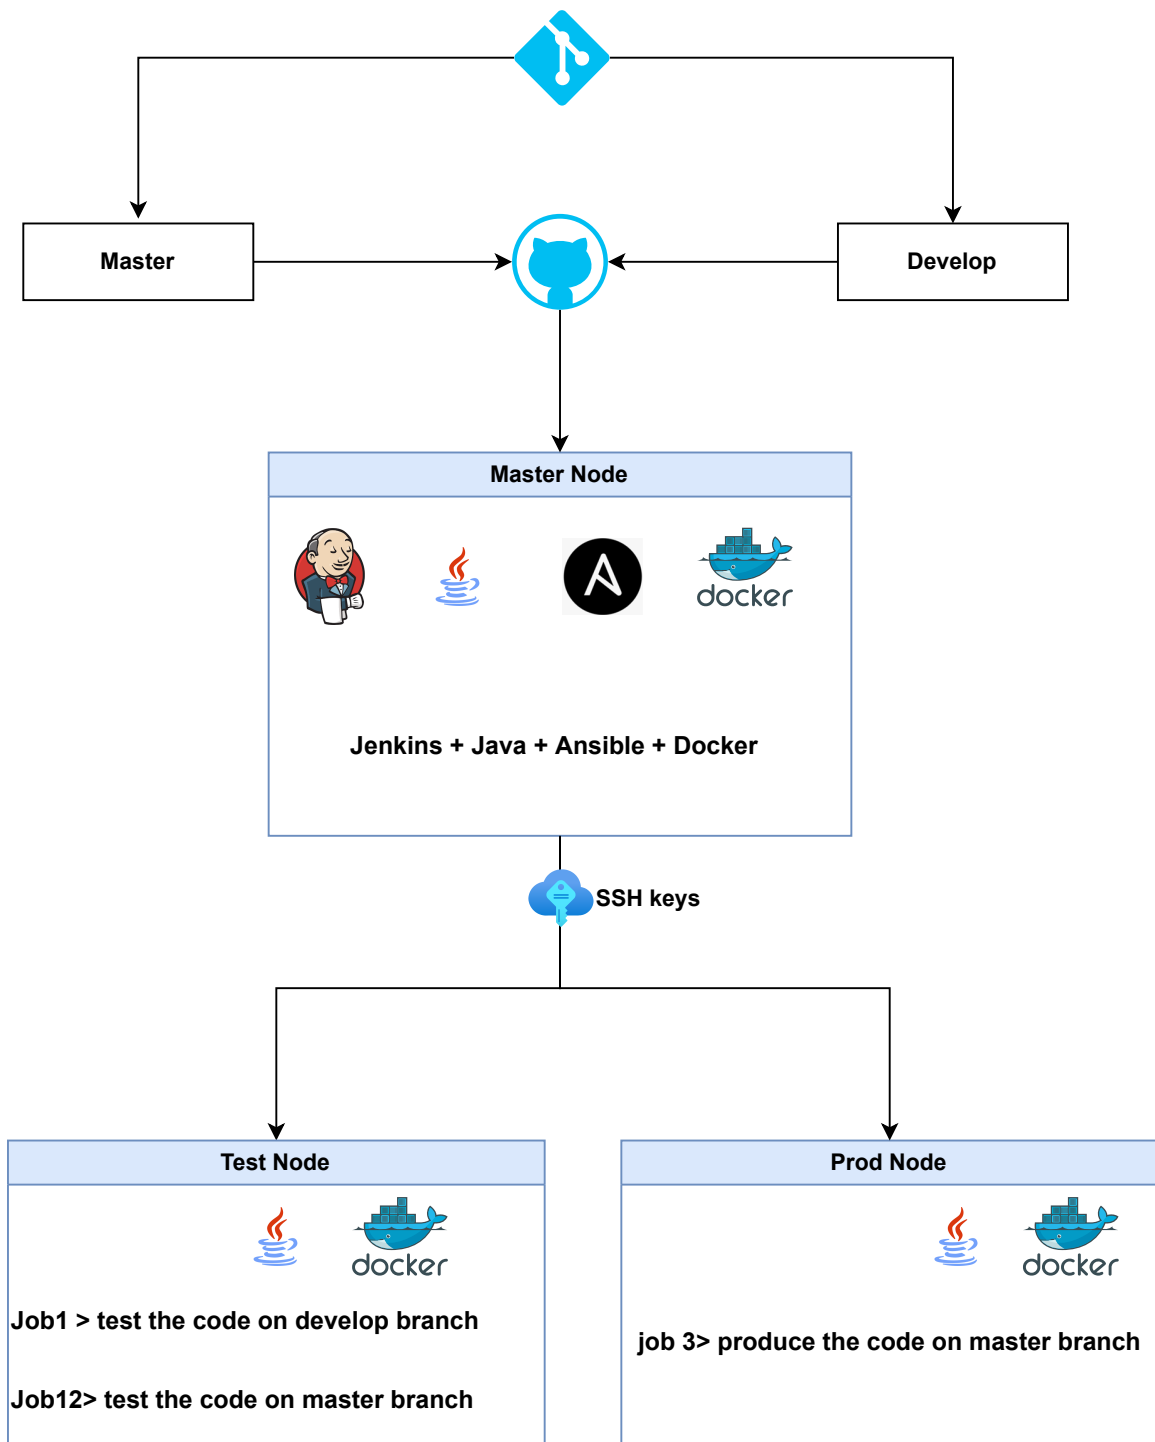 Master
Develop
Master Node
docker
Jenkins + Java + Ansible + Docker
SSH keys
Test Node
docker
Job1 > test the code on develop branch
Job12> test the code on master branch
Prod Node
docker
job 3> produce the code on master branch